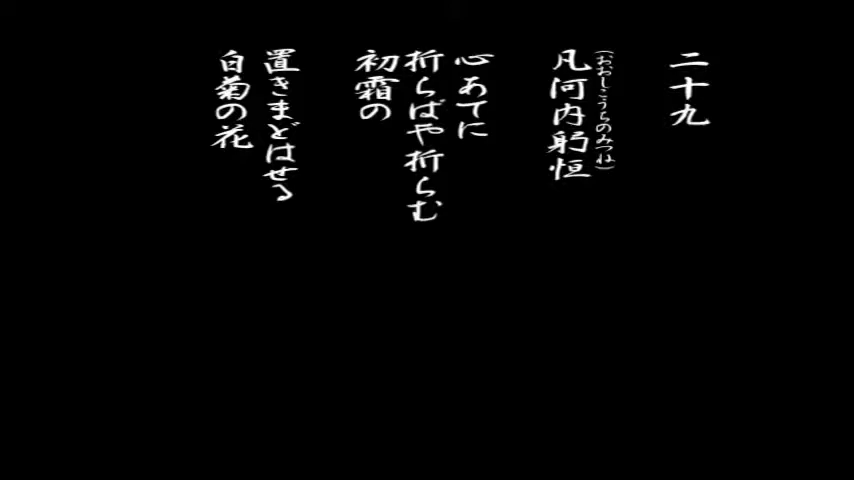 二十九
凡河内躬恒
(おおしこうちのみつね)
心あてに
折らばや折らむ
初霜の
置きまどはせる
白菊の花